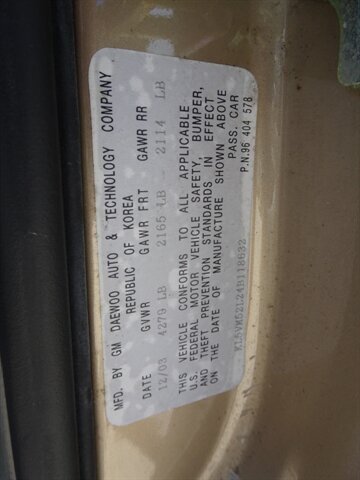 MFD. BY GM DAEWOO AUTO & TECHNOLOGY COMPANY
REPUBLIC OF KOREA
DATE GVWR GAWR FRT GAWR RR
12/03 4279 LB 2165 LB 2114 LB
THIS VEHICLE CONFORMS TO ALL APPLICABLE
U.S. FEDERAL MOTOR VEHICLE SAFETY, BUMPER,
AND THEFT PREVENTION STANDARDS IN EFFECT
ON THE DATE OF MANUFACTURE SHOWN ABOVE
KL5VM52L24B118632 PASS. CAR
P.N.96 404 578